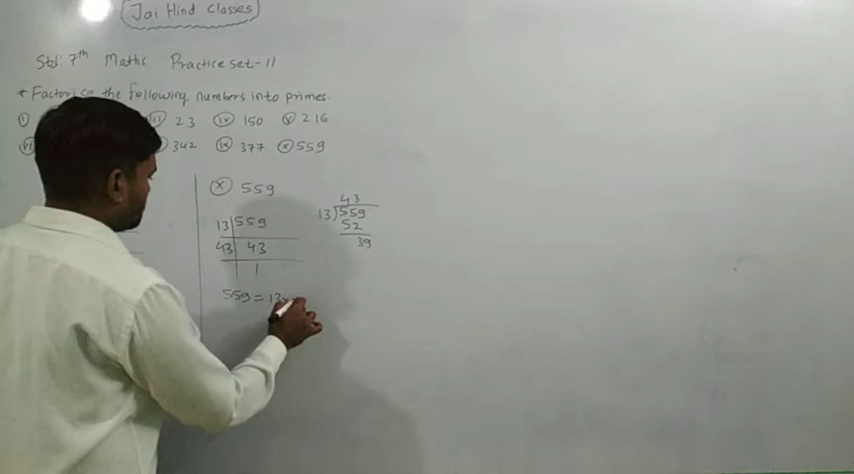 Jai Hind Classes
Std: 7th Maths Practice set - 11
* Factorise the following numbers into primes.
i iii 23 iv 150 v 216
vii 342 ix 377 x 559
x 559
13 559
43 43
1
559 = 13×
43
13)559
52
39